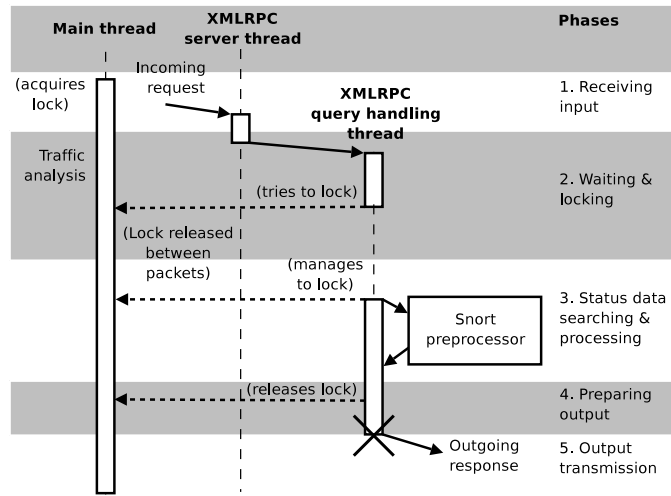 Main thread
XMLRPC
server thread
Phases
(acquires
lock)
Incoming
request
XMLRPC
query handling
thread
1. Receiving
input
Traffic
analysis
(tries to lock)
2. Waiting &
locking
(Lock released
between
packets)
(manages
to lock)
Snort
preprocessor
3. Status data
searching &
processing
(releases lock)
4. Preparing
output
Outgoing
response
5. Output
transmission